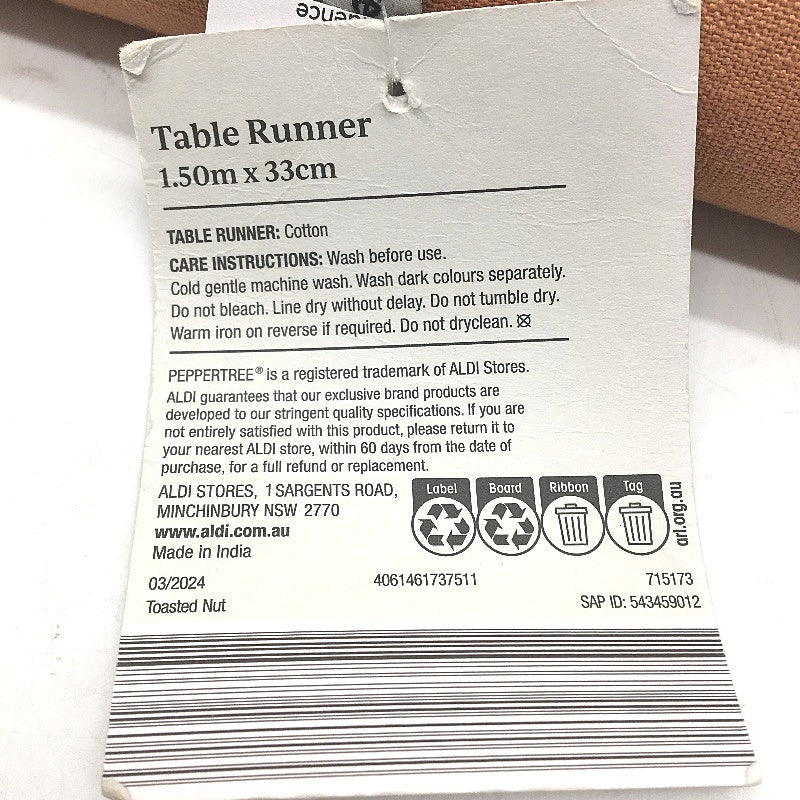 Table Runner
1.50m x 33cm
TABLE RUNNER: Cotton
CARE INSTRUCTIONS: Wash before use.
Cold gentle machine wash. Wash dark colours separately.
Do not bleach. Line dry without delay. Do not tumble dry.
Warm iron on reverse if required. Do not dryclean.
PEPPERTREE® is a registered trademark of ALDI Stores.
ALDI guarantees that our exclusive brand products are
developed to our stringent quality specifications. If you are
not entirely satisfied with this product, please return it to
your nearest ALDI store, within 60 days from the date of
purchase, for a full refund or replacement.
ALDI STORES, 1 SARGENTS ROAD,
MINCHINBURY NSW 2770
www.aldi.com.au
Made in India
Label Board Ribbon Tag
arl.org.au
03/2024 4061461737511 715173
Toasted Nut SAP ID: 543459012